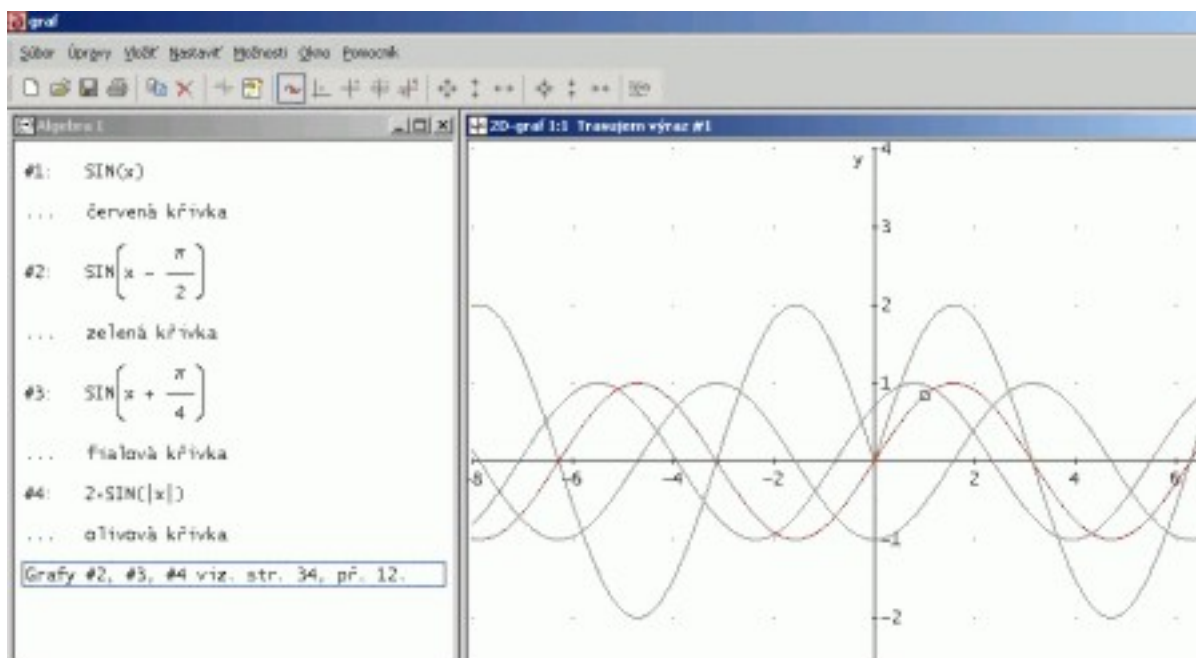 graf
Súbor Úpravy Vložiť Nastaviť Možnosti Okno Pomocník
Algebra 1
2D-graf 1:1 Trasujem výraz #1
#1: SIN(x)
... červená křivka
#2: SIN(x - π/2)
... zelená křivka
#3: SIN(x + π/4)
... fialová křivka
#4: 2·SIN(|x|)
... olivová křivka
Grafy #2, #3, #4 viz. str. 34, př. 12.
y
4
3
2
1
-8 -6 -4 -2 2 4 6
-1
-2